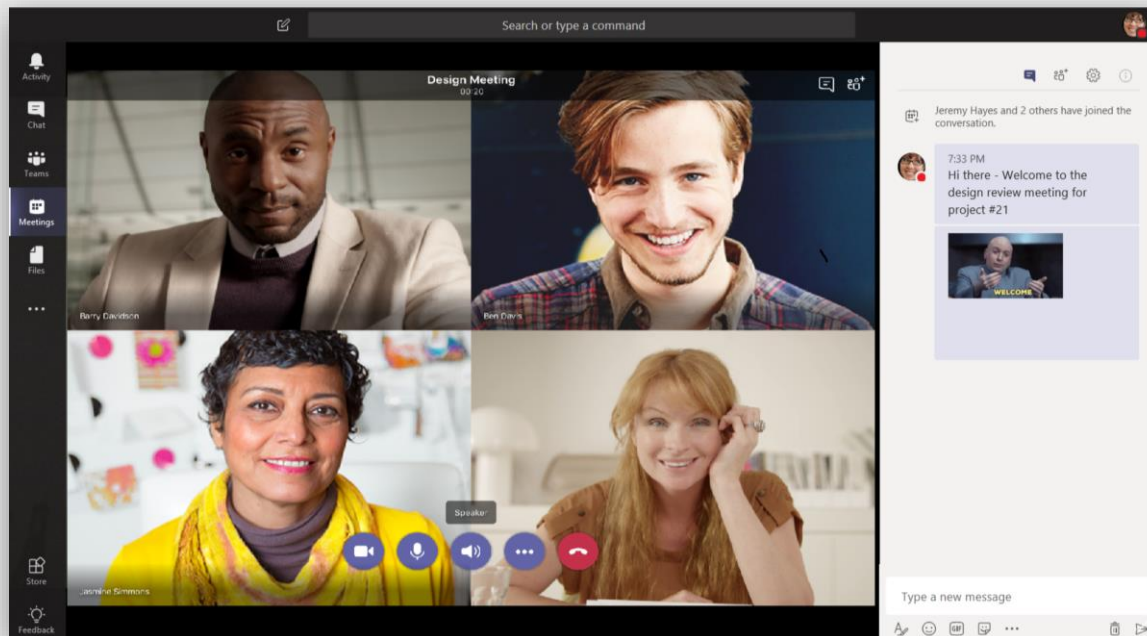 Search or type a command
Activity
Chat
Teams
Meetings
Files
Store
Feedback
Design Meeting
00:20
Barry Davidson
Ben Davis
Speaker
Jasmine Simmons
Jeremy Hayes and 2 others have joined the
conversation.
7:33 PM
Hi there - Welcome to the
design review meeting for
project #21
WELCOME
Type a new message
GIF